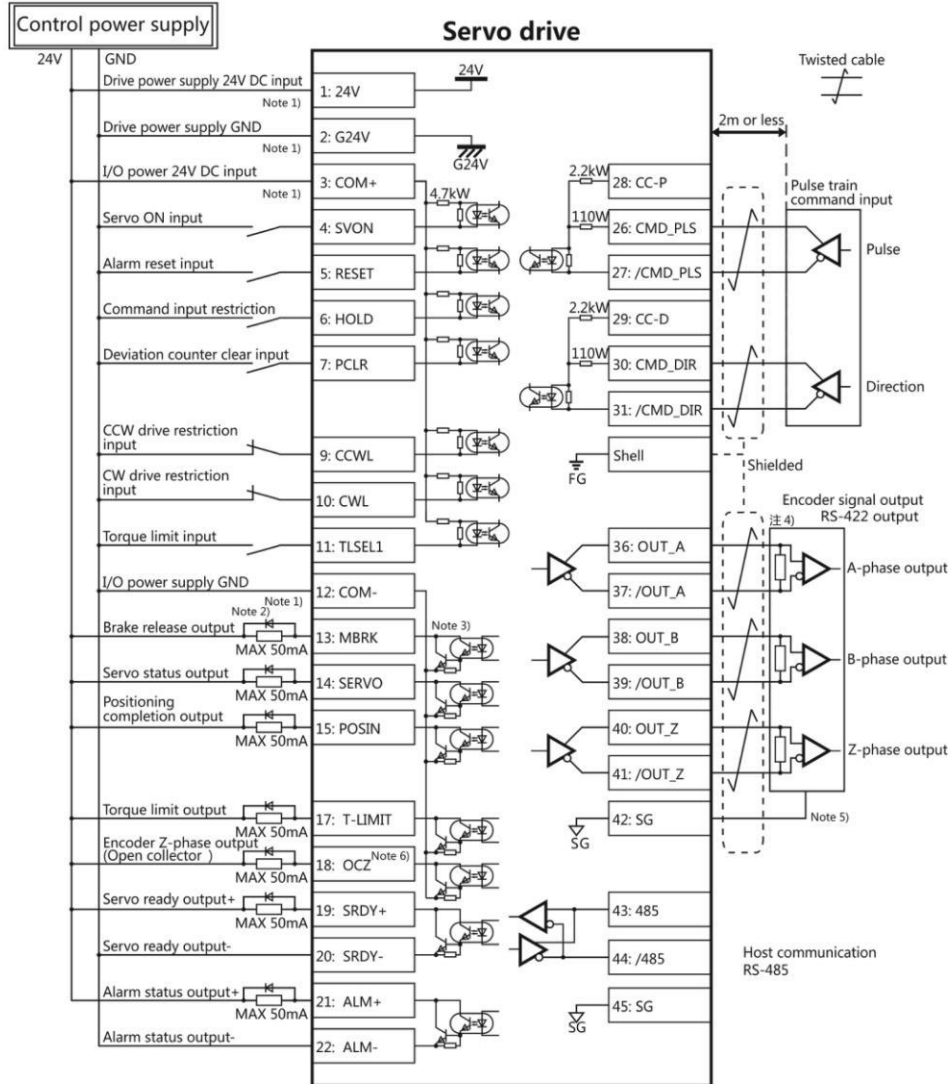 Control power supply
24V
GND
Servo drive
Twisted cable
2m or less
Drive power supply 24V DC input
Note 1)
1: 24V
24V
Drive power supply GND
Note 1)
2: G24V
G24V
I/O power 24V DC input
Note 1)
3: COM+
4.7kW
Servo ON input
4: SVON
Alarm reset input
5: RESET
Command input restriction
6: HOLD
Deviation counter clear input
7: PCLR
CCW drive restriction
input
9: CCWL
CW drive restriction
input
10: CWL
Torque limit input
11: TLSEL1
I/O power supply GND
Note 1)
12: COM-
Note 2)
Brake release output
MAX 50mA
13: MBRK
Note 3)
Servo status output
MAX 50mA
14: SERVO
Positioning
completion output
MAX 50mA
15: POSIN
Torque limit output
MAX 50mA
17: T-LIMIT
Encoder Z-phase output
(Open collector )
MAX 50mA
18: OCZ
Note 6)
Servo ready output+
MAX 50mA
19: SRDY+
Servo ready output-
20: SRDY-
Alarm status output+
MAX 50mA
21: ALM+
Alarm status output-
22: ALM-
2.2kW
28: CC-P
110W
26: CMD_PLS
27: /CMD_PLS
2.2kW
29: CC-D
110W
30: CMD_DIR
31: /CMD_DIR
Pulse train
command input
Pulse
Direction
Shell
FG
Shielded
Encoder signal output
RS-422 output
注 4)
36: OUT_A
37: /OUT_A
A-phase output
38: OUT_B
39: /OUT_B
B-phase output
40: OUT_Z
41: /OUT_Z
Z-phase output
42: SG
SG
Note 5)
43: 485
44: /485
Host communication
RS-485
45: SG
SG